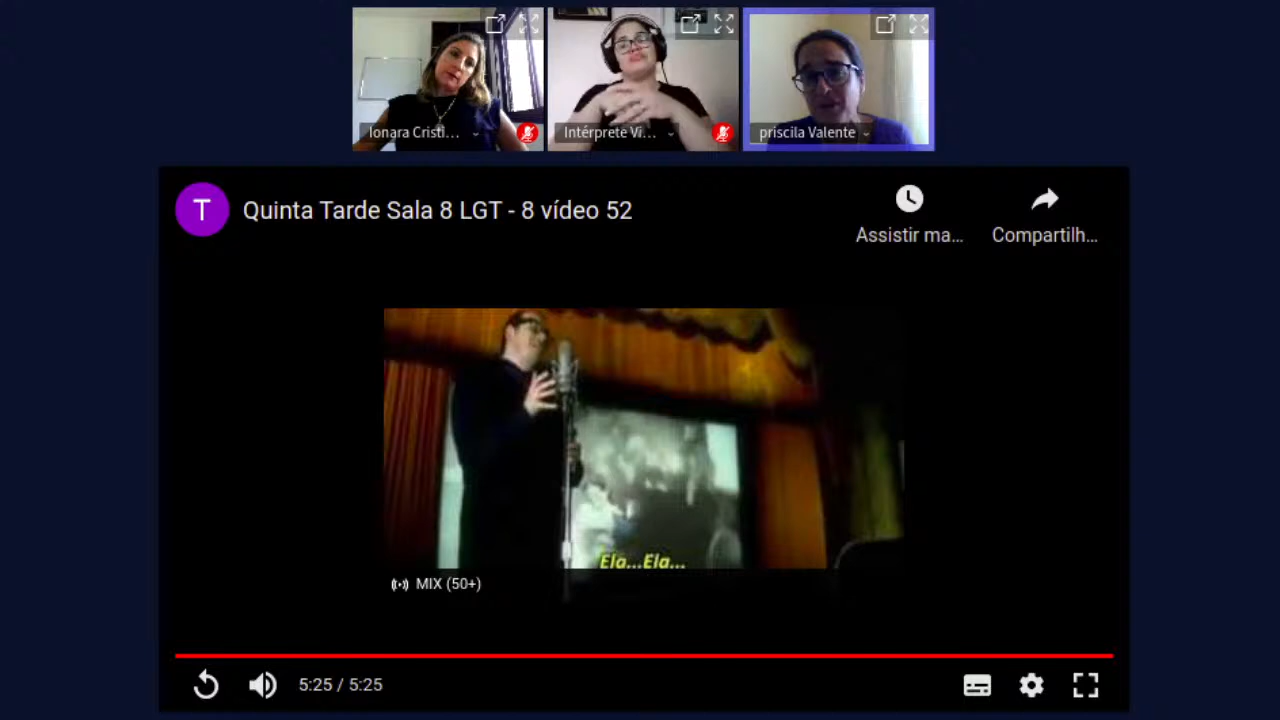 Ionara Cristi...
Intérprete Vi...
priscila Valente
T
Quinta Tarde Sala 8 LGT - 8 vídeo 52
Assistir ma...
Compartilh...
Ela...Ela...
MIX (50+)
5:25 / 5:25